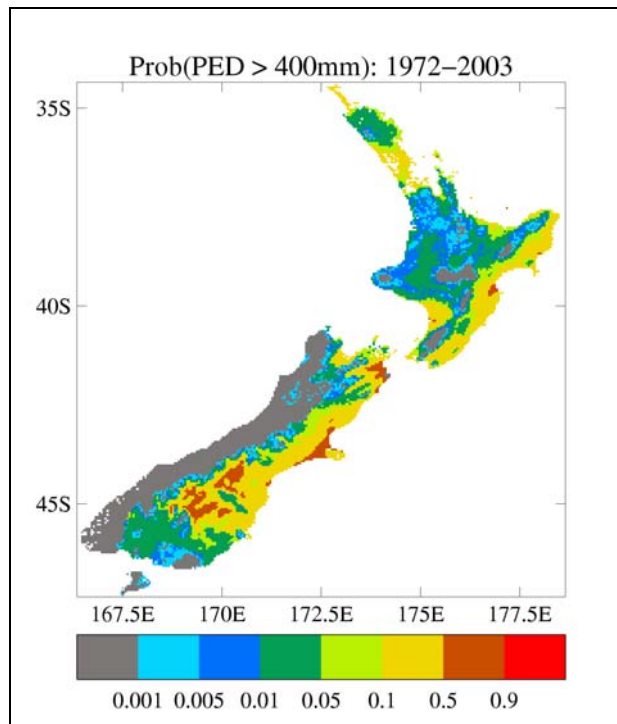 Prob(PED > 400mm): 1972–2003
35S
40S
45S
167.5E 170E 172.5E 175E 177.5E
0.001 0.005 0.01 0.05 0.1 0.5 0.9